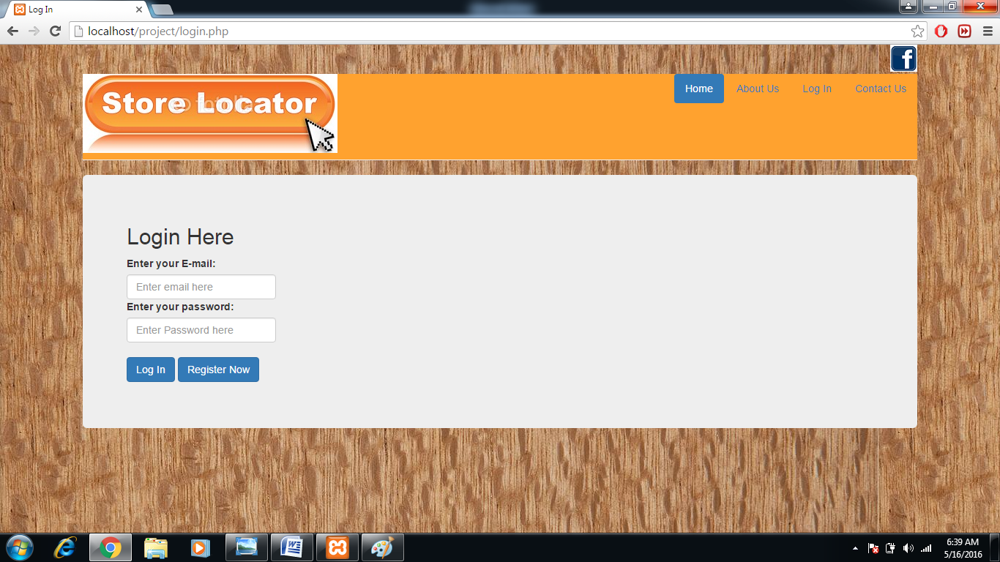 Log In
localhost/project/login.php
f
Store Locator
© fotolia
Home About Us Log In Contact Us
Login Here
Enter your E-mail:
Enter email here
Enter your password:
Enter Password here
Log In Register Now
6:39 AM
5/16/2016